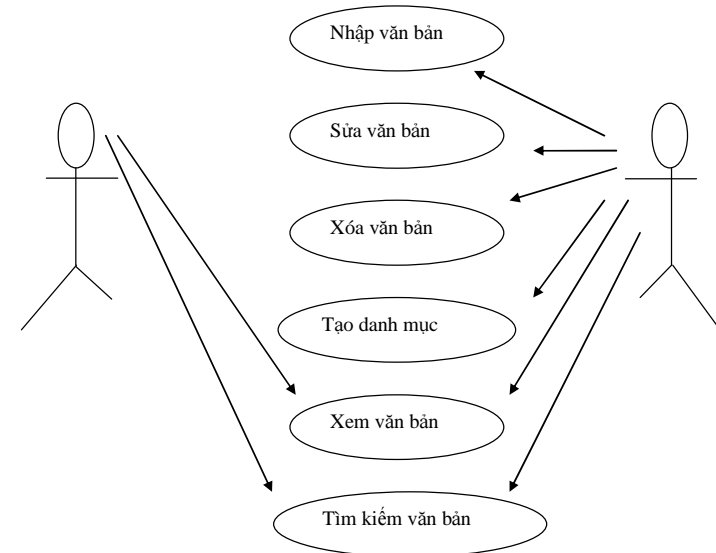 Nhập văn bản
Sửa văn bản
Xóa văn bản
Tạo danh mục
Xem văn bản
Tìm kiếm văn bản